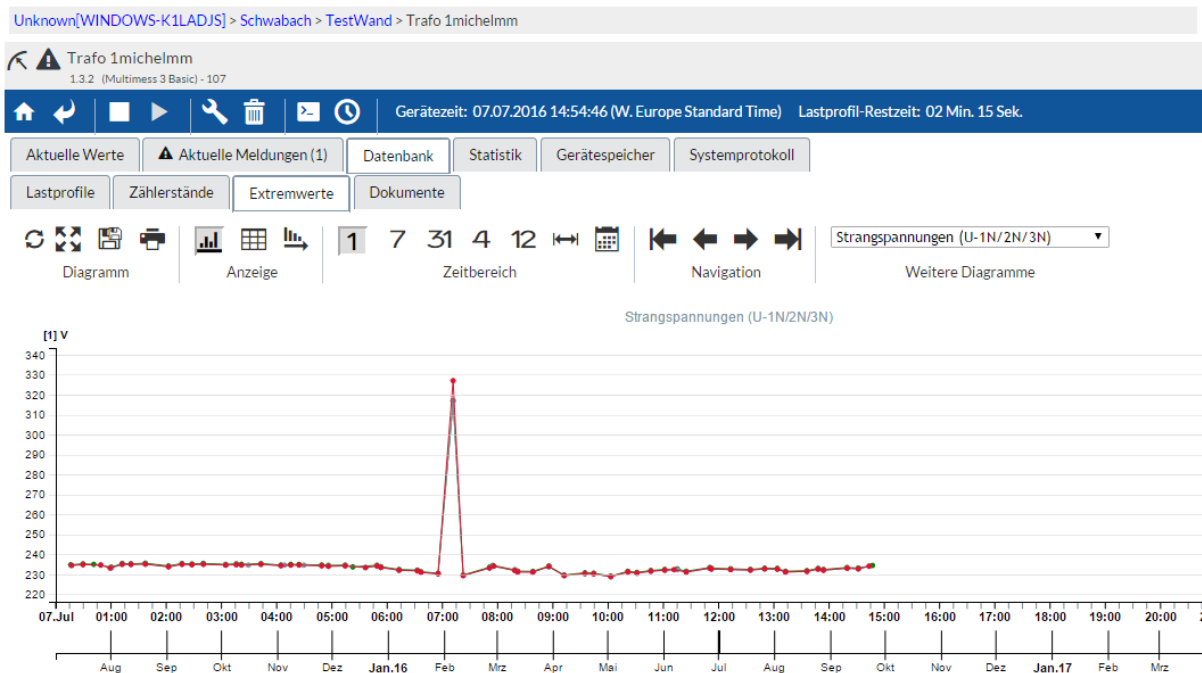 Unknown[WINDOWS-K1LADJS] > Schwabach > TestWand > Trafo 1michelmm
Trafo 1michelmm
1.3.2 (Multimess 3 Basic) - 107
Gerätezeit: 07.07.2016 14:54:46 (W. Europe Standard Time) Lastprofil-Restzeit: 02 Min. 15 Sek.
Aktuelle Werte Aktuelle Meldungen (1) Datenbank Statistik Gerätespeicher Systemprotokoll
Lastprofile Zählerstände Extremwerte Dokumente
1 7 31 4 12 Strangspannungen (U-1N/2N/3N)
Diagramm Anzeige Zeitbereich Navigation Weitere Diagramme
Strangspannungen (U-1N/2N/3N)
[1] V
340
330
320
310
300
290
280
270
260
250
240
230
220
07.Jul 01:00 02:00 03:00 04:00 05:00 06:00 07:00 08:00 09:00 10:00 11:00 12:00 13:00 14:00 15:00 16:00 17:00 18:00 19:00 20:00
Aug Sep Okt Nov Dez Jan.16 Feb Mrz Apr Mai Jun Jul Aug Sep Okt Nov Dez Jan.17 Feb Mrz